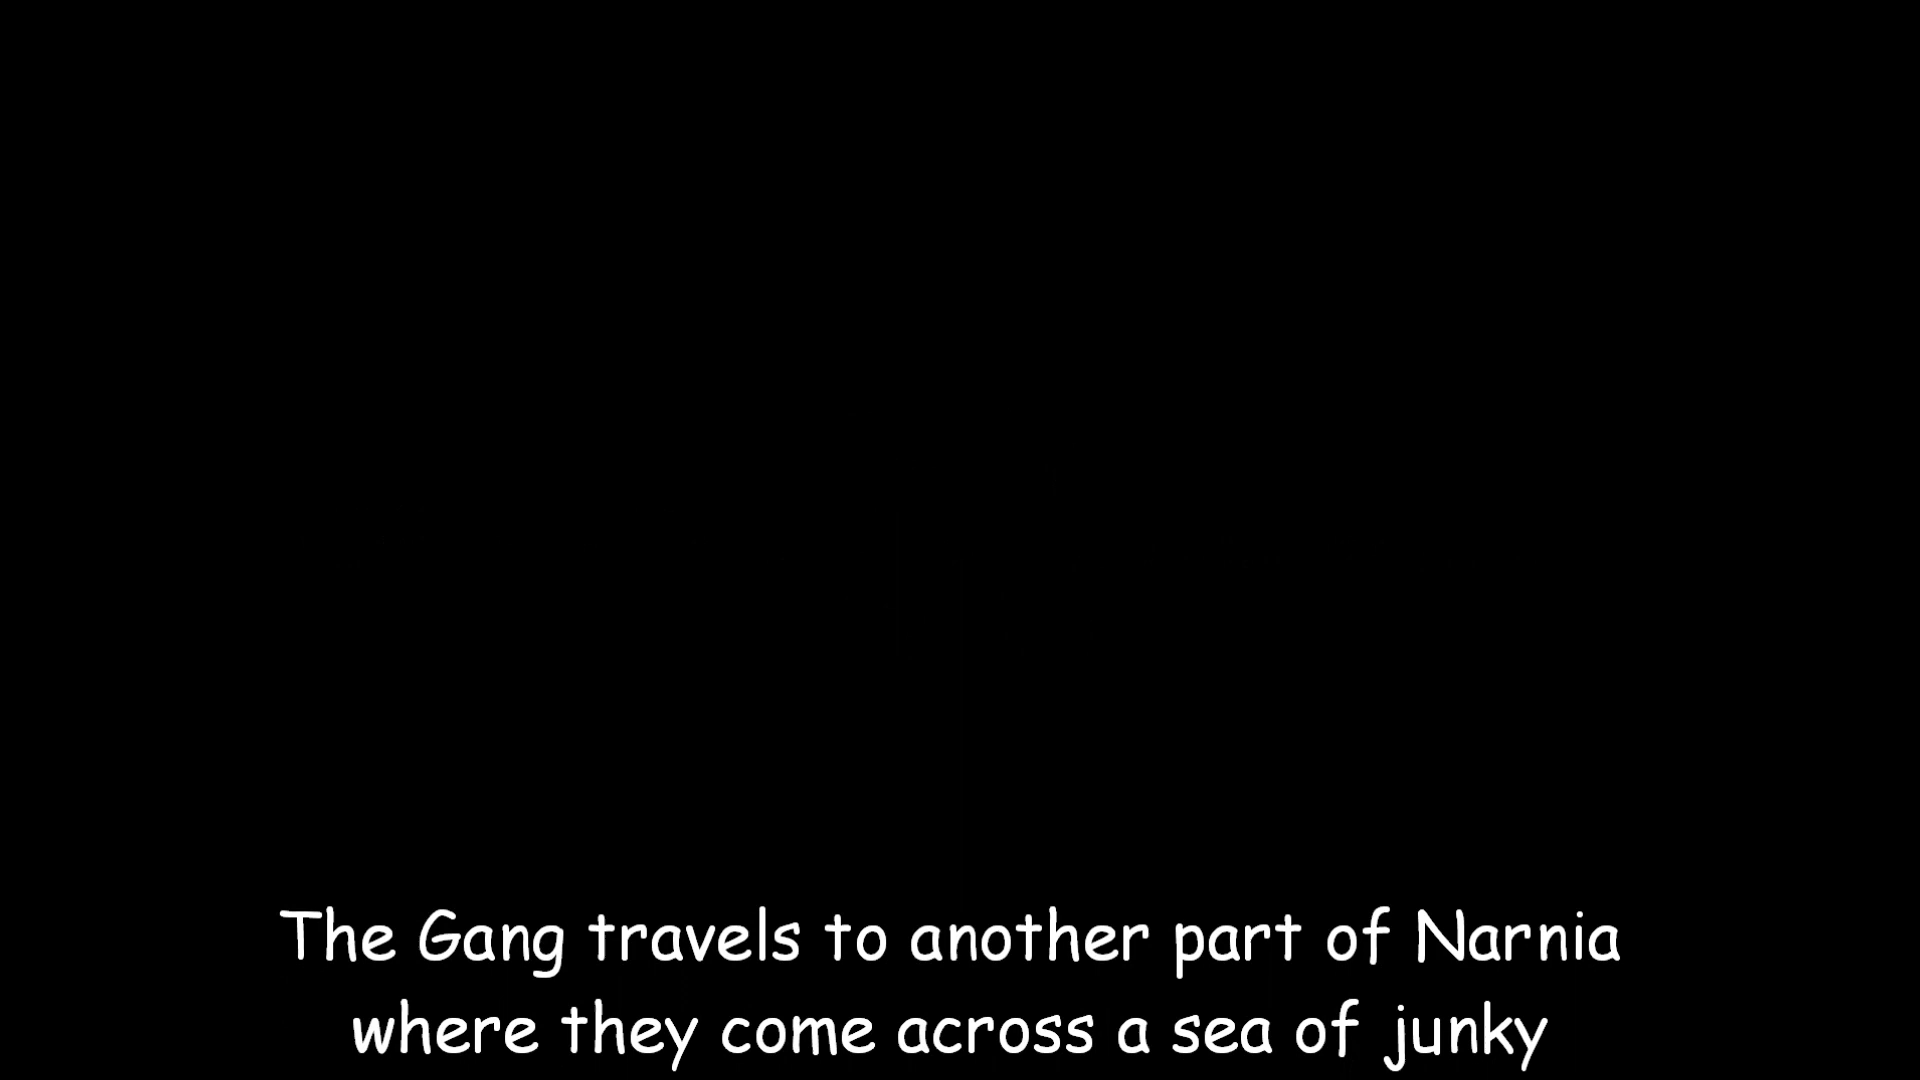 The Gang travels to another part of Narnia
where they come across a sea of junky